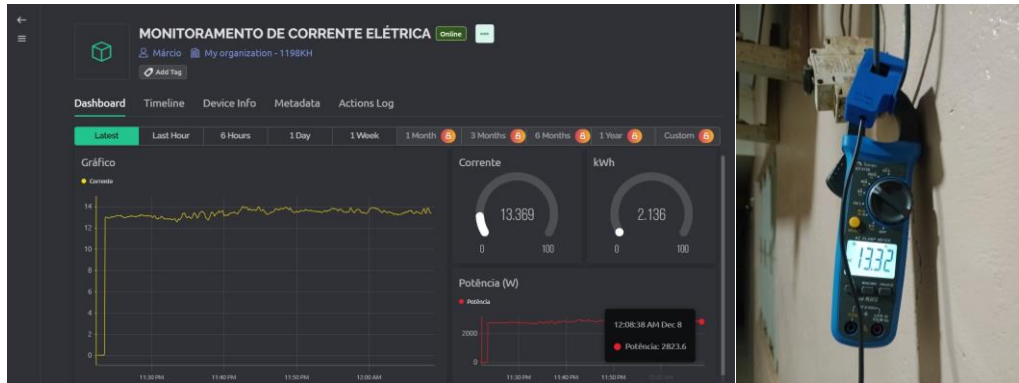 MONITORAMENTO DE CORRENTE ELÉTRICA Online
Márcio My organization - 1198KH
Add Tag
Dashboard Timeline Device Info Metadata Actions Log
Latest Last Hour 6 Hours 1 Day 1 Week 1 Month 3 Months 6 Months 1 Year Custom
Gráfico
Corrente
14
12
10
8
6
4
2
0
11:30 PM 11:40 PM 11:50 PM 12:00 AM
Corrente
13.369
0 100
kWh
2.136
0 100
Potência (W)
Potência
2000
0
12:08:38 AM Dec 8
Potência: 2823.6
11:30 PM 11:40 PM 11:50 PM
13.32